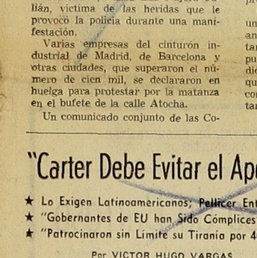 lián, víctima de las heridas que le
provocó la policía durante una mani-
festación.
Varias empresas del cinturón in-
dustrial de Madrid, de Barcelona y
otras ciudades, que superaron el nú-
mero de cien mil, se declararon en
huelga para protestar por la matanza
en el bufete de la calle Atocha.
Un comunicado conjunto de las Co-
"Carter Debe Evitar el Apo
★ Lo Exigen Latinoamericanos; Pellicer Ent
★ "Gobernantes de EU han Sido Cómplices
★ "Patrocinaron sin Límite su Tiranía por 4
Por VICTOR HUGO VARGAS